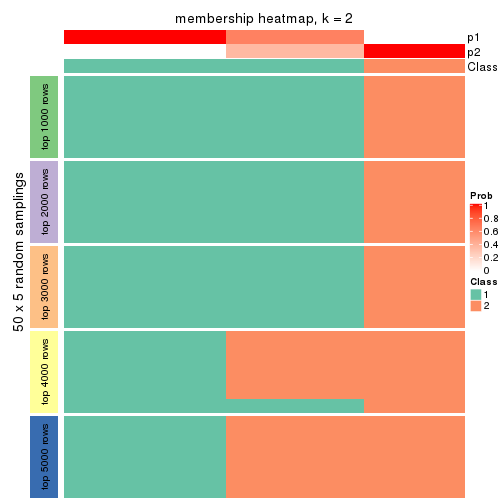 membership heatmap, k = 2
p1
p2
Class
top 1000 rows
top 2000 rows
top 3000 rows
top 4000 rows
top 5000 rows
50 x 5 random samplings
Prob
1
0.8
0.6
0.4
0.2
0
Class
1
2